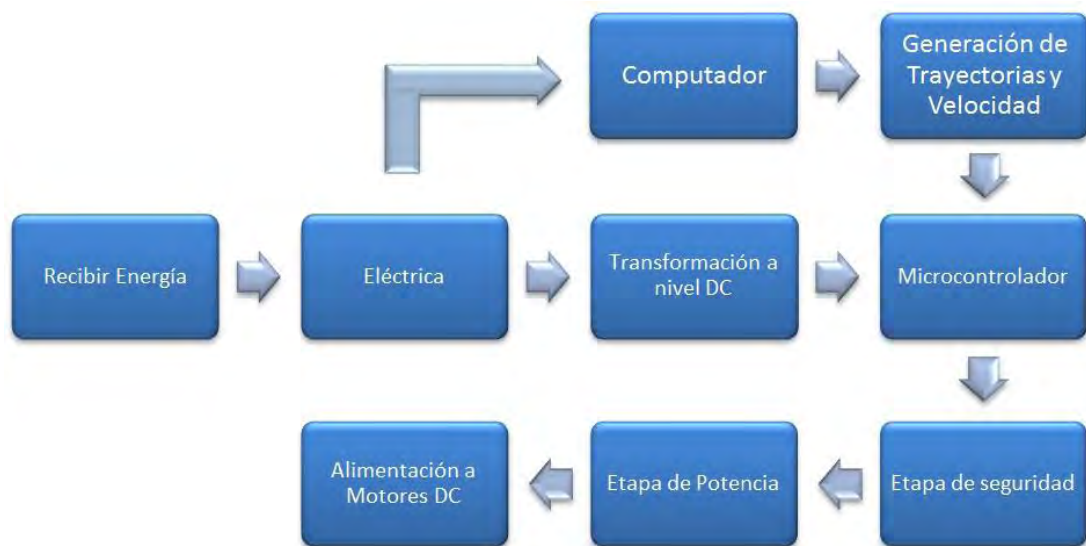 Computador
Generación de
Trayectorias y
Velocidad
Recibir Energía
Eléctrica
Transformación a
nivel DC
Microcontrolador
Alimentación a
Motores DC
Etapa de Potencia
Etapa de seguridad